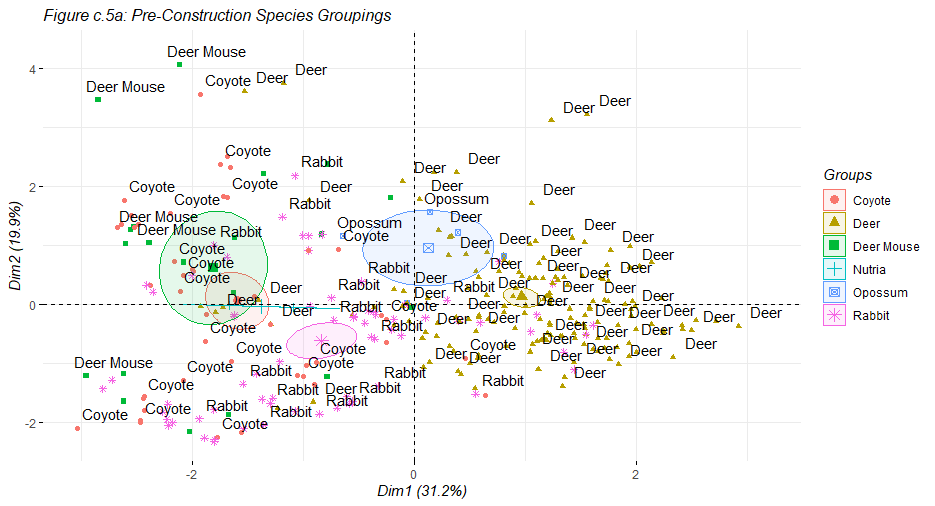 Figure c.5a: Pre-Construction Species Groupings
Deer Mouse
Deer
Coyote Deer
Deer Mouse
Deer Deer
4
Rabbit Deer Deer
Coyote
2
Coyote Coyote Deer Deer
Coyote Rabbit Opossum
Deer Mouse Opossum Deer Deer
Deer Mouse Rabbit Coyote Deer Deer Deer
Coyote Rabbit Deer Deer
Coyote Deer Rabbit Deer Deer Deer
Deer Deer
0
Deer Rabbit Coyote Deer Deer Deer Deer
Coyote Rabbit Deer Deer
Coyote Coyote Coyote Deer Deer Deer
Deer Mouse Coyote Coyote Deer Deer
Coyote Rabbit Rabbit Deer Deer
Coyote Rabbit Deer Rabbit Rabbit
Coyote Coyote Rabbit Rabbit
Coyote
-2
-2
0
2
Dim1 (31.2%)
Dim2 (19.9%)
Groups
Coyote
Deer
Deer Mouse
Nutria
Opossum
Rabbit